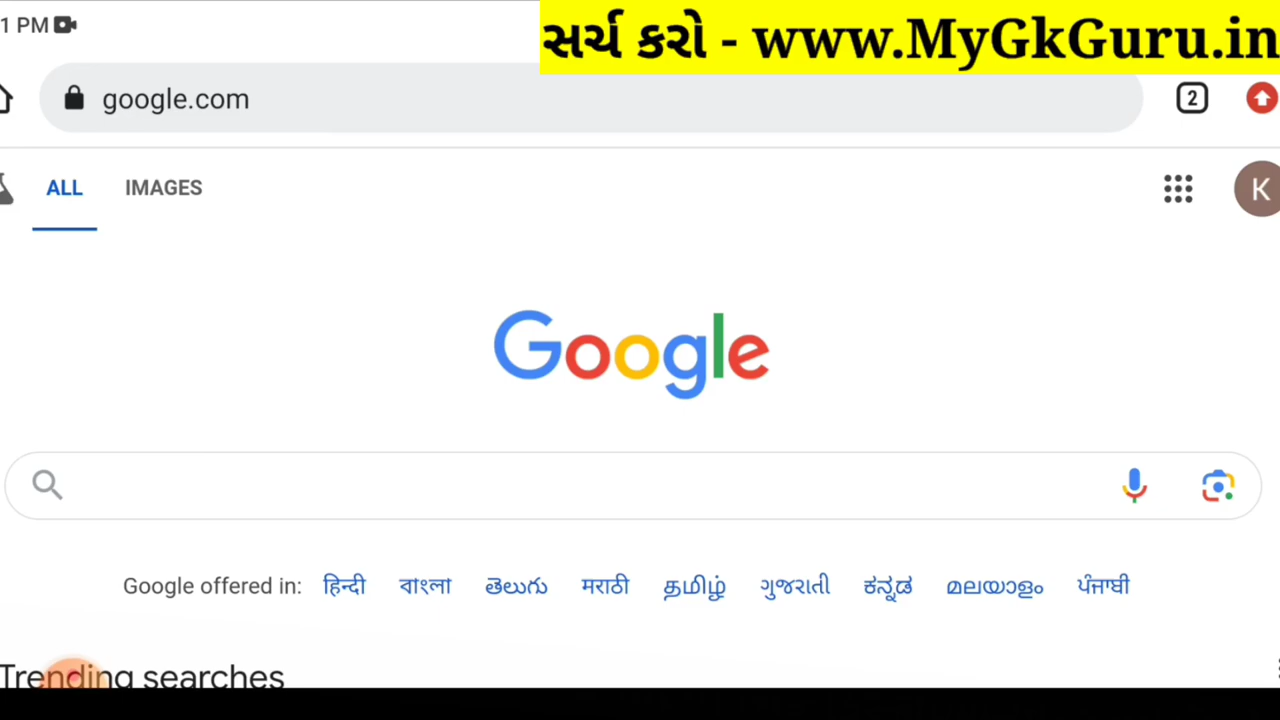 1 PM
સર્ચ કરો - www.MyGkGuru.in
google.com
2
ALL IMAGES
K
Google
Google offered in: हिन्दी বাংলা తెలుగు मराठी தமிழ் ગુજરાતી ಕನ್ನಡ മലയാളം ਪੰਜਾਬੀ
Trending searches